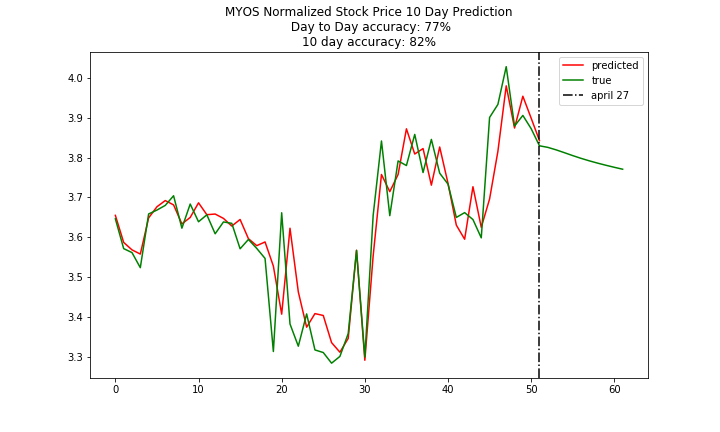 MYOS Normalized Stock Price 10 Day Prediction
Day to Day accuracy: 77%
10 day accuracy: 82%
predicted
true
april 27
4.0
3.9
3.8
3.7
3.6
3.5
3.4
3.3
0 10 20 30 40 50 60